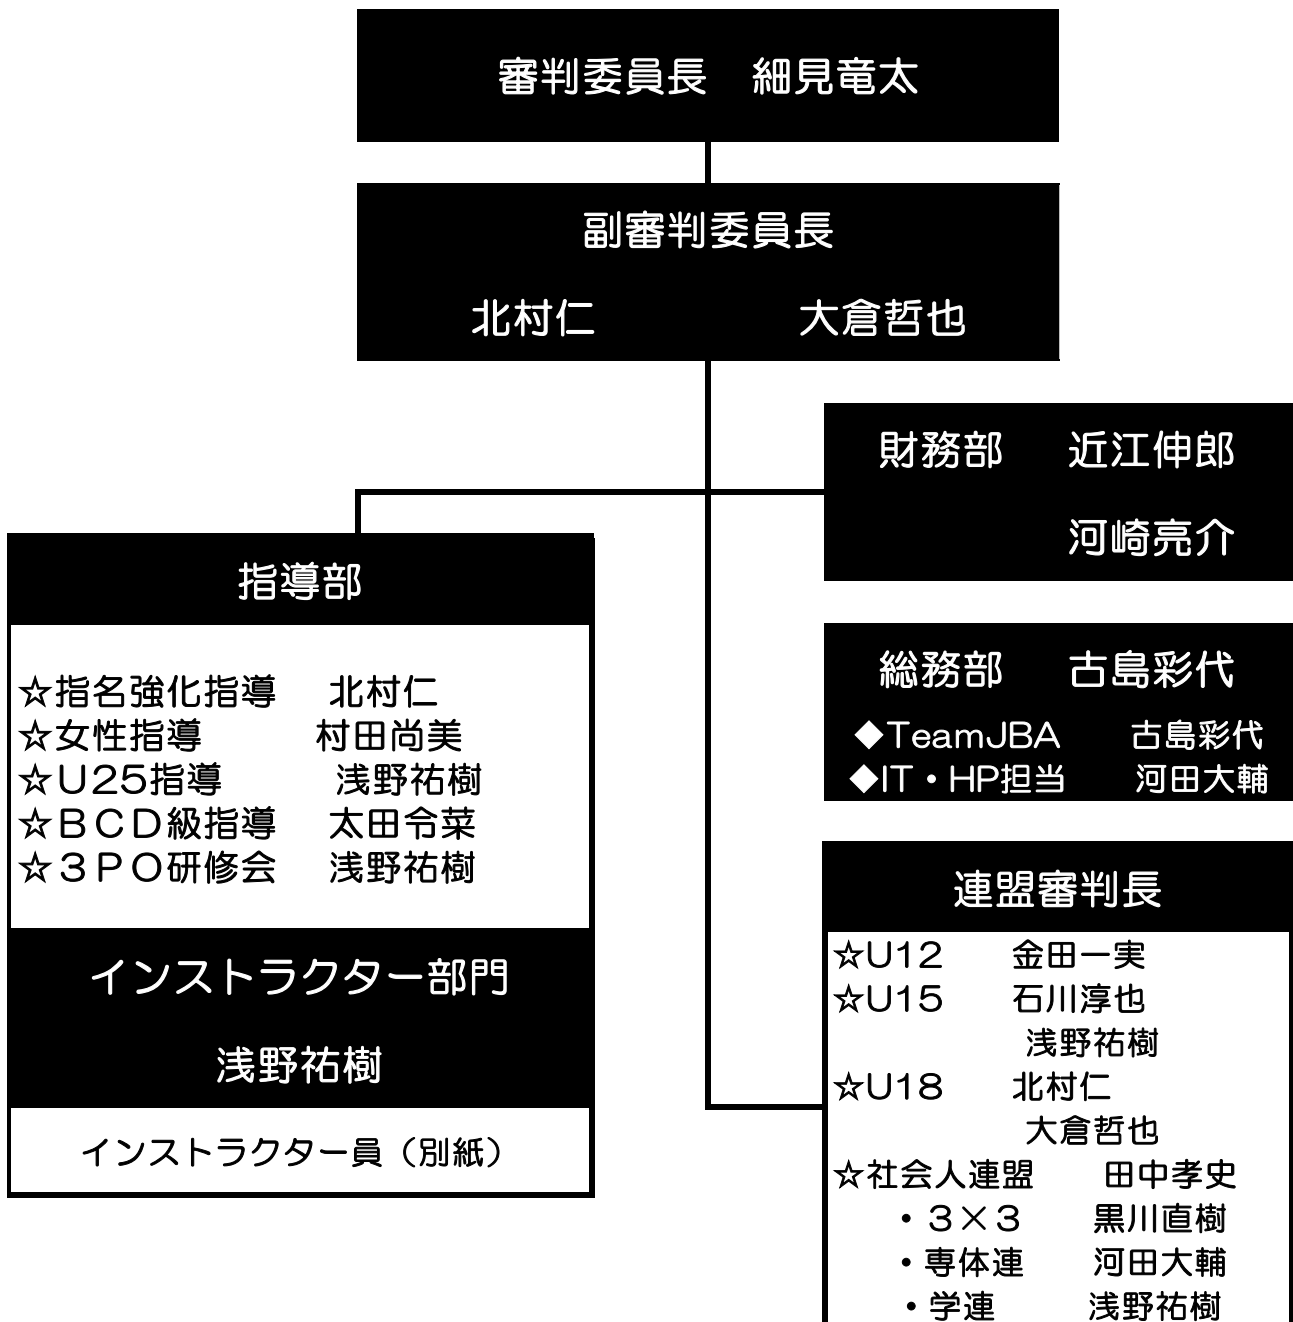 審判委員長　細見竜太
副審判委員長
北村仁　大倉哲也
財務部　近江伸郎
河崎亮介
総務部　古島彩代
◆TeamJBA　古島彩代
◆IT・HP担当　河田大輔
指導部
☆指名強化指導　北村仁
☆女性指導　村田尚美
☆U25指導　浅野祐樹
☆ＢＣＤ級指導　太田令菜
☆３ＰＯ研修会　浅野祐樹
インストラクター部門
浅野祐樹
インストラクター員（別紙）
連盟審判長
☆U12　金田一実
☆U15　石川淳也
浅野祐樹
☆U18　北村仁
大倉哲也
☆社会人連盟　田中孝史
・３×３　黒川直樹
・専体連　河田大輔
・学連　浅野祐樹